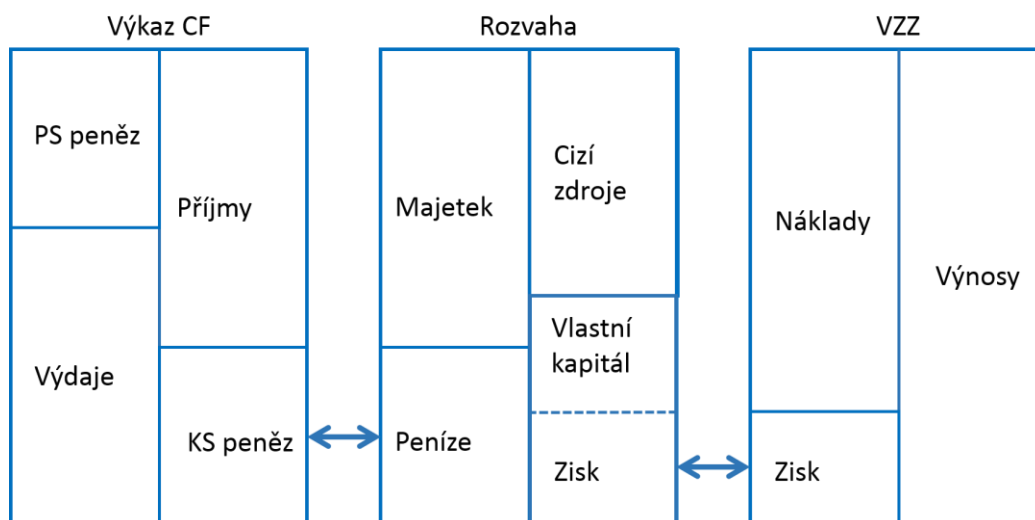 Výkaz CF
Rozvaha
VZZ
PS peněz
Příjmy
Výdaje
KS peněz
Majetek
Cizí
zdroje
Vlastní
kapitál
Peníze
Zisk
Náklady
Výnosy
Zisk